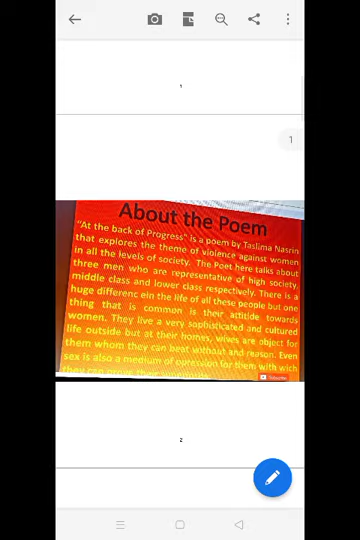 1
1
About the Poem
"At the back of Progress" is a poem by Taslima Nasrin
that explores the theme of violence against women
in all the levels of society. The Poet here talks about
three men who are representative of high society,
middle class and lower class respectively. There is a
huge differenc ein the life of all these people but one
thing that is common is their attitide towards
women. They live a very sophisticated and cultured
life outside but at their homes, wives are object for
them whom they can beat without and reason. Even
sex is also a medium of opression for them with wich
they can
2